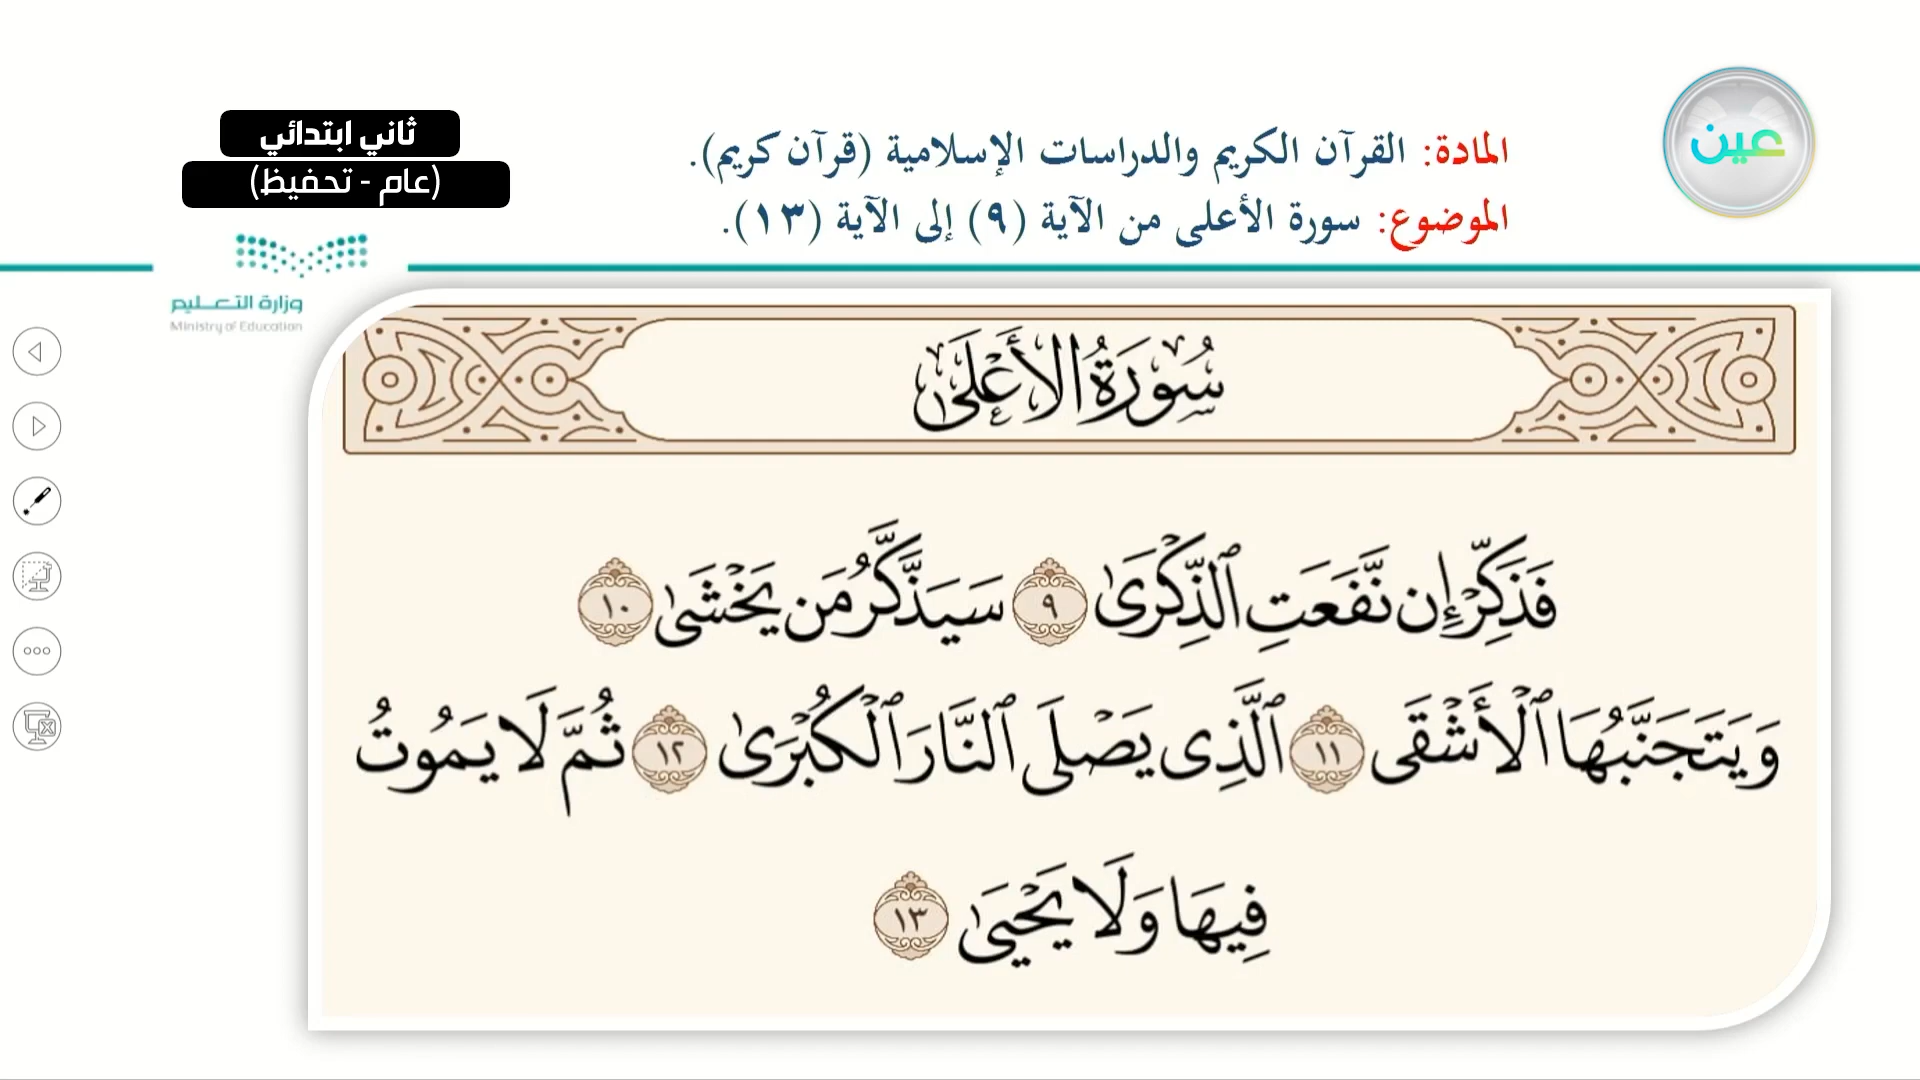 عين
المادة: القرآن الكريم والدراسات الإسلامية (قرآن كريم).
الموضوع: سورة الأعلى من الآية (٩) إلى الآية (١٣).
ثاني ابتدائي
(عام - تحفيظ)
وزارة التعـــليم
Ministry of Education
سُورَةُ الأَعْلَىٰ
فَذَكِّرْ إِن نَّفَعَتِ ٱلذِّكْرَىٰ ٩ سَيَذَّكَّرُ مَن يَخْشَىٰ ١٠
وَيَتَجَنَّبُهَا ٱلْأَشْقَى ١١ ٱلَّذِى يَصْلَى ٱلنَّارَ ٱلْكُبْرَىٰ ١٢ ثُمَّ لَا يَمُوتُ
فِيهَا وَلَا يَحْيَىٰ ١٣